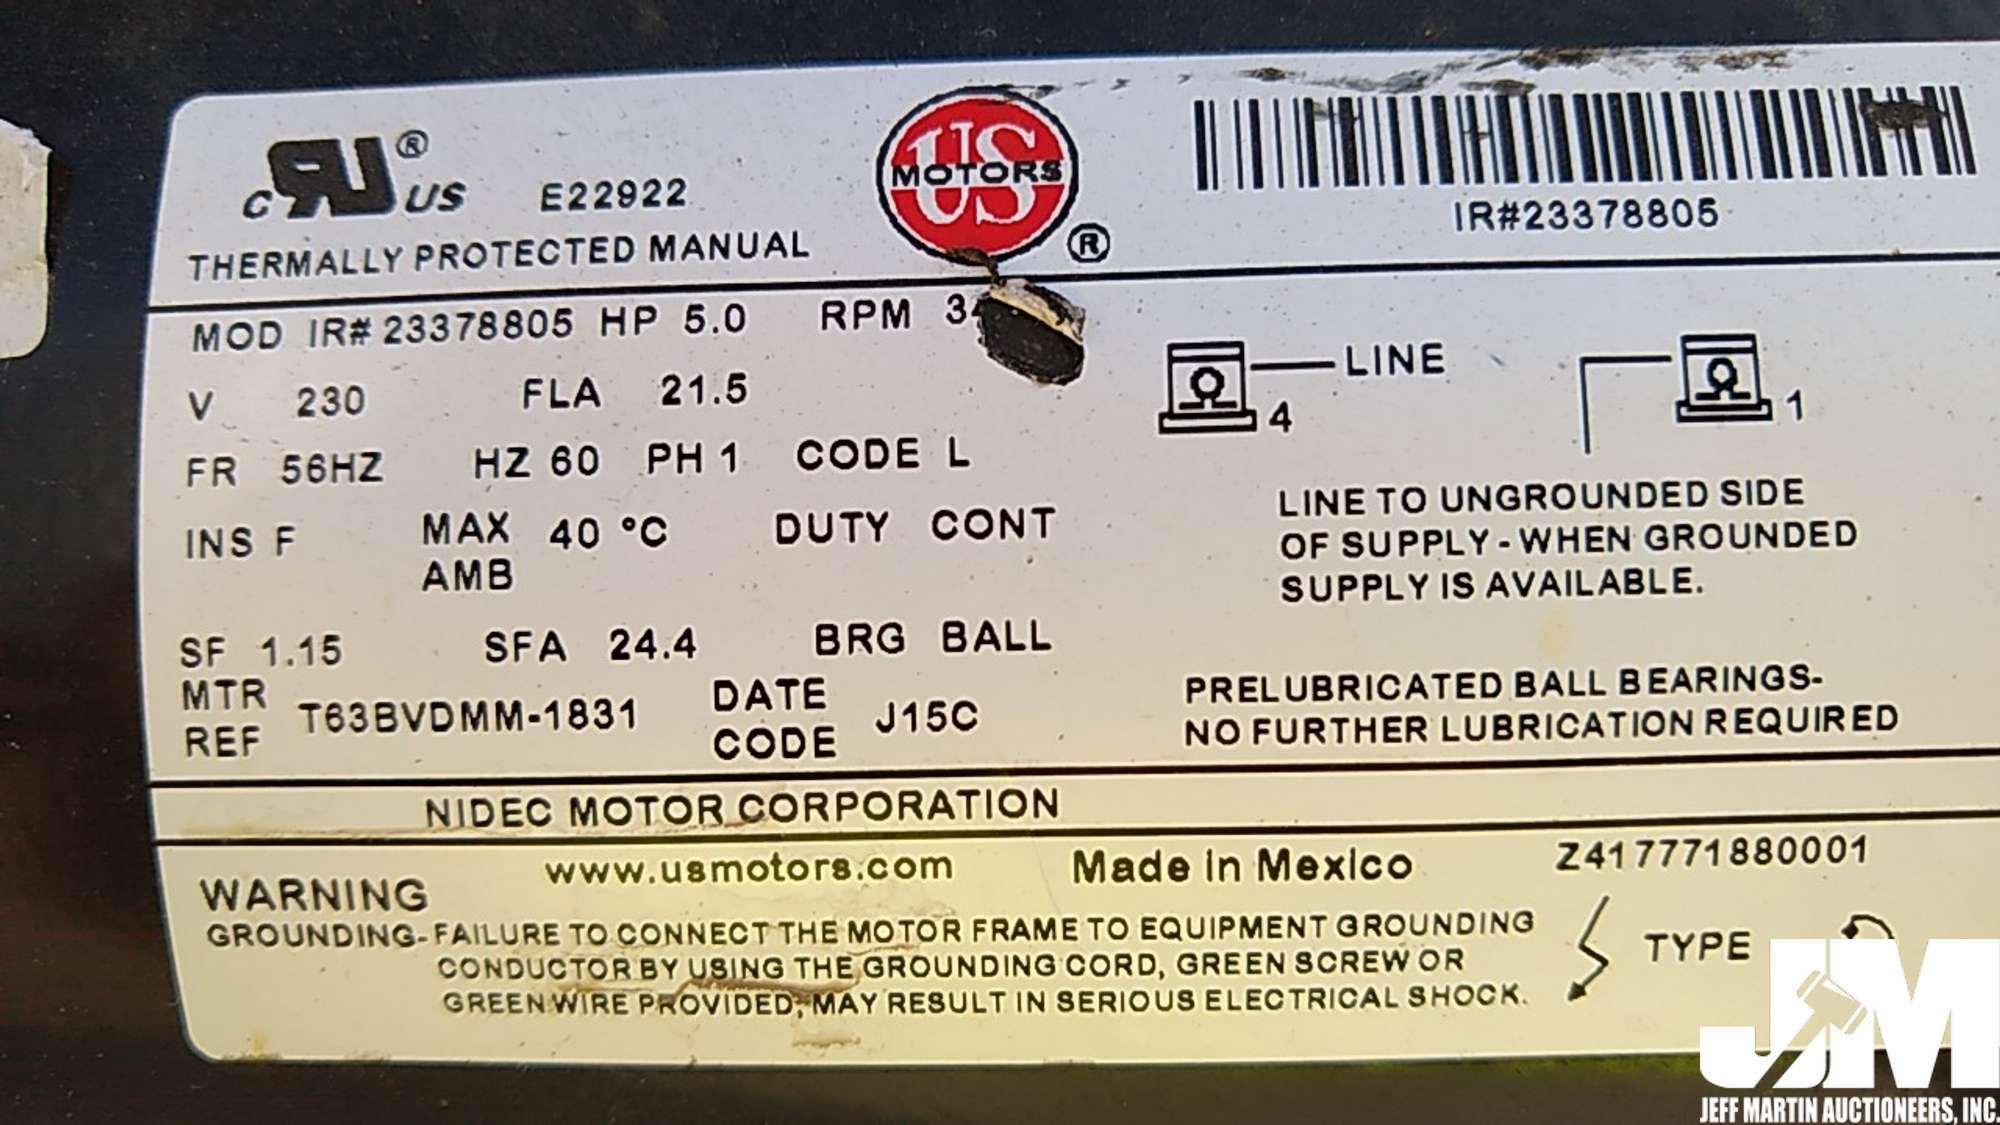 C US ® E22922
THERMALLY PROTECTED MANUAL
US
MOTORS
®
IR#23378805
MOD IR# 23378805 HP 5.0 RPM
V 230 FLA 21.5
FR 56HZ HZ 60 PH 1 CODE L
INS F MAX AMB 40 °C DUTY CONT
SF 1.15 SFA 24.4 BRG BALL
MTR REF T63BVDMM-1831 DATE CODE J15C
4 LINE
1
LINE TO UNGROUNDED SIDE
OF SUPPLY - WHEN GROUNDED
SUPPLY IS AVAILABLE.
PRELUBRICATED BALL BEARINGS-
NO FURTHER LUBRICATION REQUIRED
NIDEC MOTOR CORPORATION
www.usmotors.com Made in Mexico Z417771880001
WARNING
GROUNDING- FAILURE TO CONNECT THE MOTOR FRAME TO EQUIPMENT GROUNDING
CONDUCTOR BY USING THE GROUNDING CORD, GREEN SCREW OR
GREEN WIRE PROVIDED, MAY RESULT IN SERIOUS ELECTRICAL SHOCK.
TYPE
JM
JEFF MARTIN AUCTIONEERS, INC.